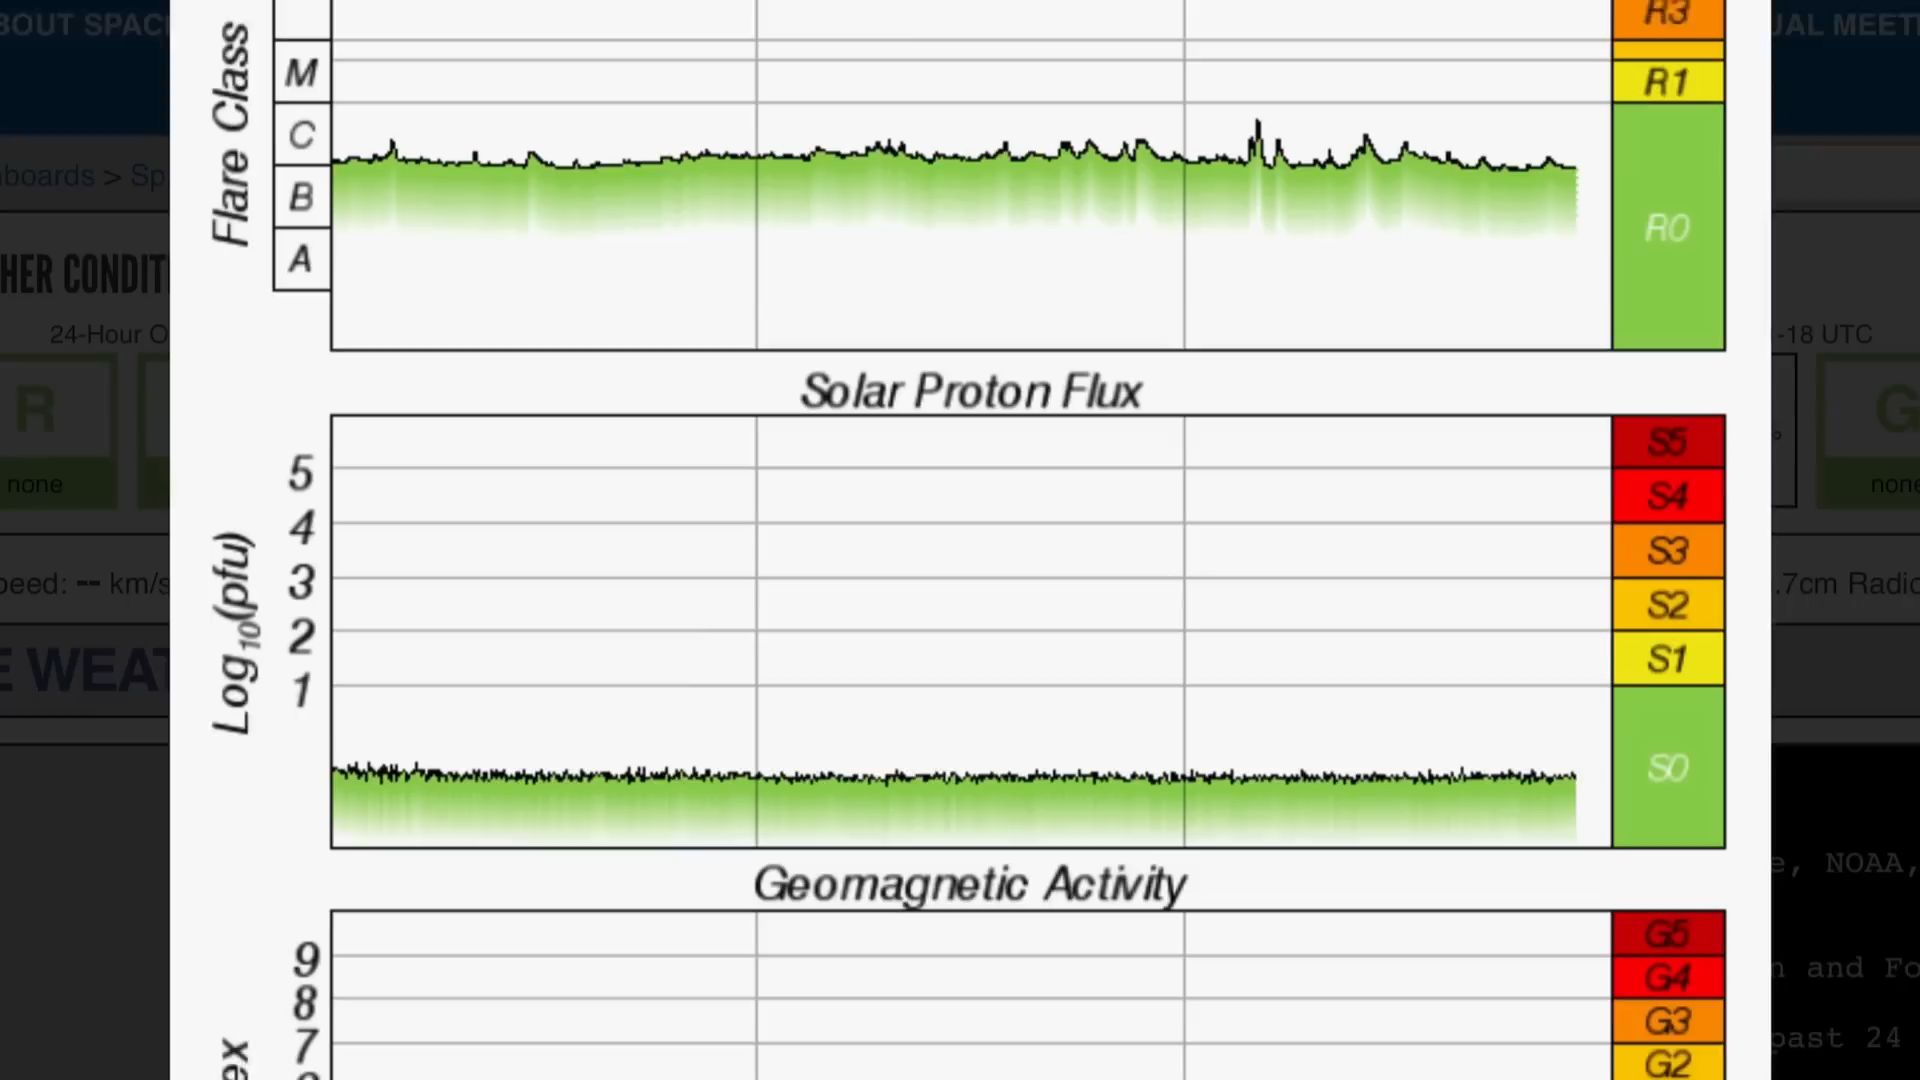 BOUT SPAC
UAL MEET
Flare Class
M
C
B
A
R3
R1
R0
boards > Sp
HER CONDIT
24-Hour O
-18 UTC
R
G
none
none
Solar Proton Flux
5
4
3
2
1
Log10(pfu)
S5
S4
S3
S2
S1
S0
peed: -- km/s
.7cm Radio
E WEAT
Geomagnetic Activity
9
8
7
ex
G5
G4
G3
G2
e, NOAA,
n and Fo
past 24